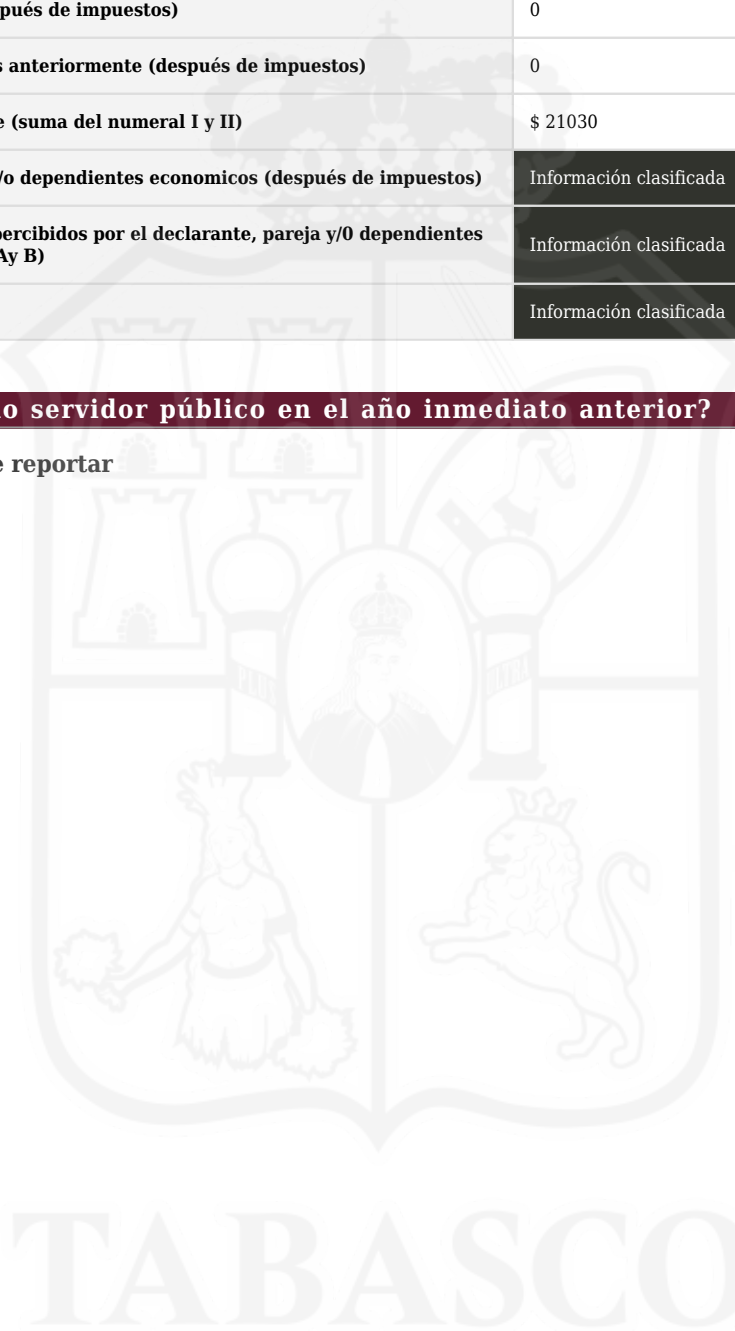 pués de impuestos) 0
s anteriormente (después de impuestos) 0
e (suma del numeral I y II) $ 21030
/o dependientes economicos (después de impuestos) Información clasificada
percibidos por el declarante, pareja y/0 dependientes
Ay B) Información clasificada
Información clasificada
o servidor público en el año inmediato anterior?
e reportar
PLUS ULTRA
TABASCO